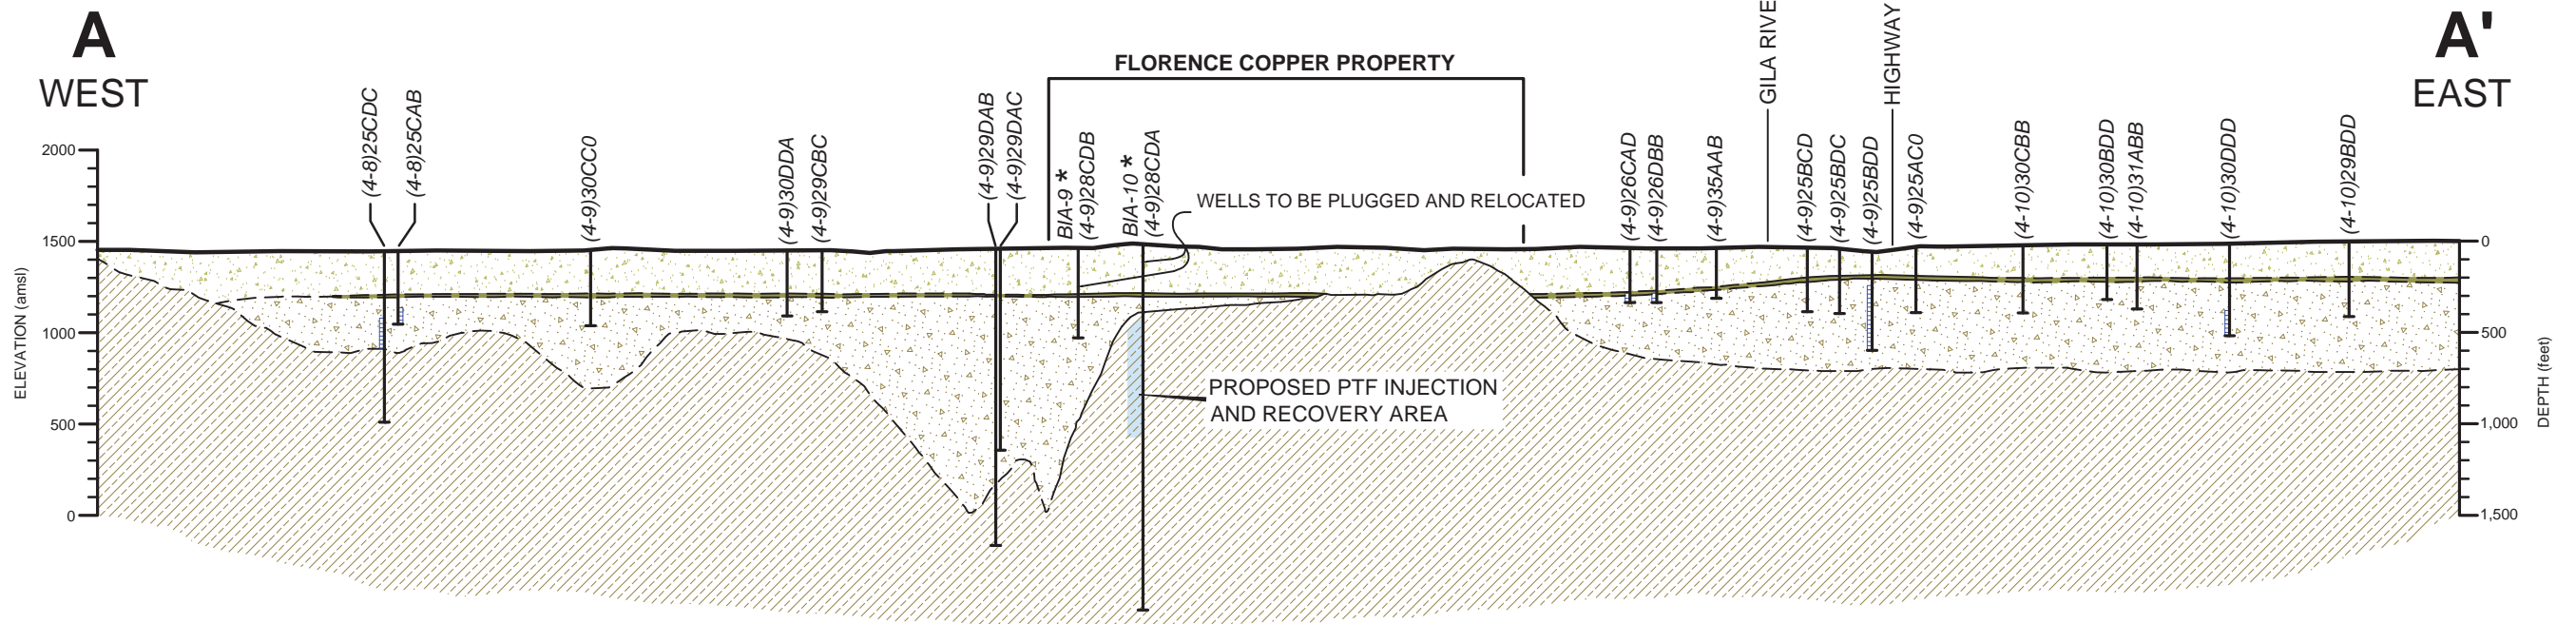 A
WEST
A'
EAST
FLORENCE COPPER PROPERTY
GILA RIVE
HIGHWAY
(4-8)25CDC
(4-8)25CAB
(4-9)30CC0
(4-9)30DDA
(4-9)29CBC
(4-9)29DAB
(4-9)29DAC
BIA-9 *
(4-9)28CDB
BIA-10 *
(4-9)28CDA
(4-9)26CAD
(4-9)26DBB
(4-9)35AAB
(4-9)25BCD
(4-9)25BDC
(4-9)25BDD
(4-9)25AC0
(4-10)30CBB
(4-10)30BDD
(4-10)31ABB
(4-10)30DDD
(4-10)29BDD
WELLS TO BE PLUGGED AND RELOCATED
PROPOSED PTF INJECTION
AND RECOVERY AREA
ELEVATION (amsl)
2000
1500
1000
500
0
DEPTH (feet)
0
500
1,000
1,500